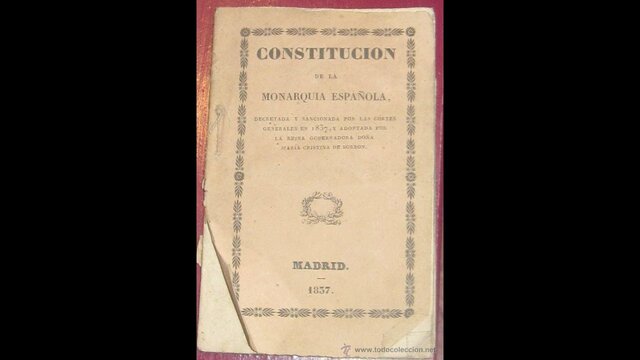 CONSTITUCION
DE LA
MONARQUIA ESPAÑOLA,
DECRETADA Y SANCIONADA POR LAS CORTES
GENERALES EN 1837, Y ADOPTADA POR
LA REINA GOBERNADORA DOÑA
MARÍA CRISTINA DE BORBON.
MADRID.
1837.
www.todocoleccion.net